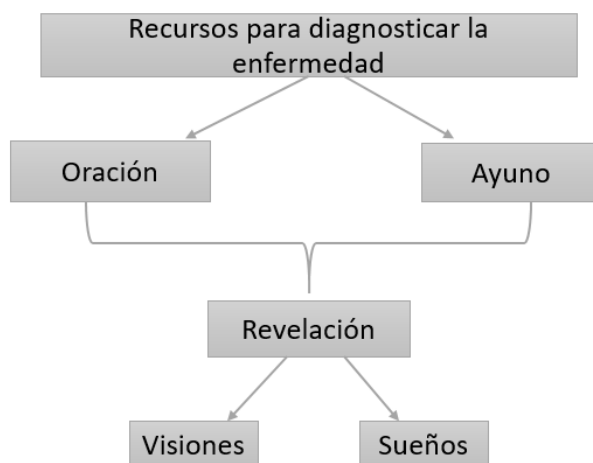 Recursos para diagnosticar la
enfermedad
Oración
Ayuno
Revelación
Visiones
Sueños